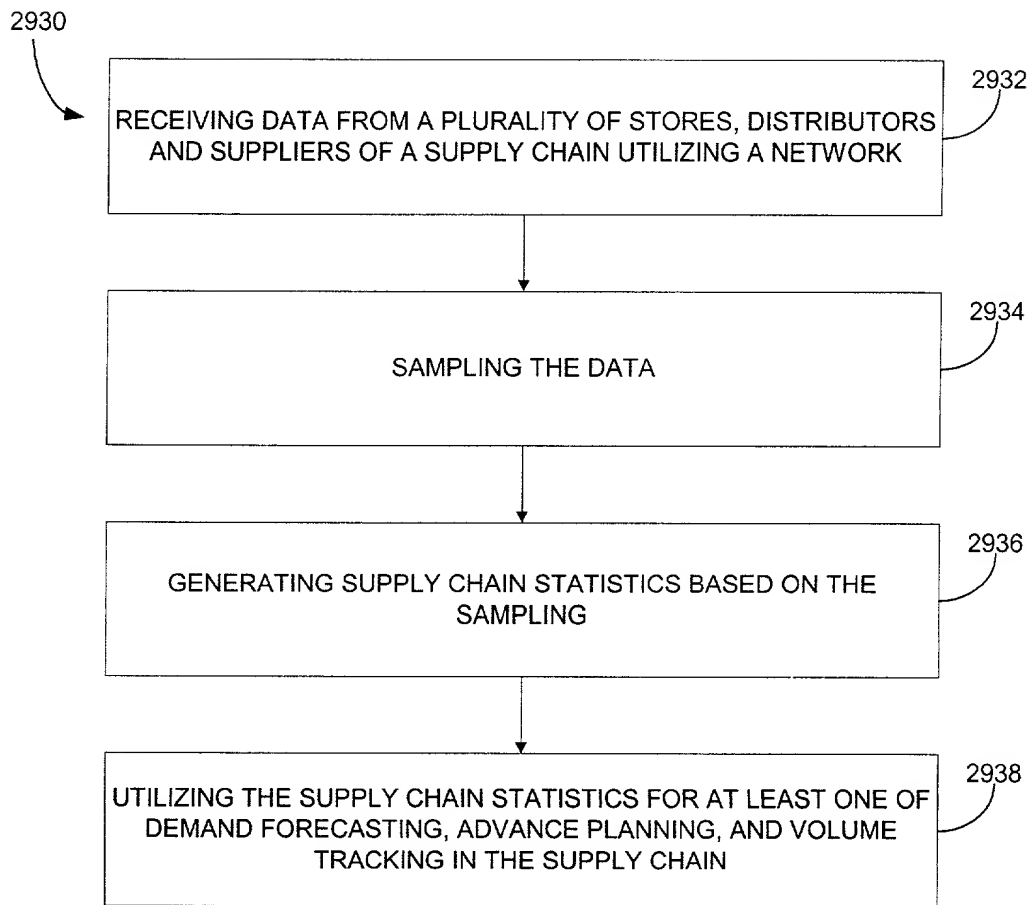 2930
2932
RECEIVING DATA FROM A PLURALITY OF STORES, DISTRIBUTORS
AND SUPPLIERS OF A SUPPLY CHAIN UTILIZING A NETWORK
2934
SAMPLING THE DATA
2936
GENERATING SUPPLY CHAIN STATISTICS BASED ON THE
SAMPLING
2938
UTILIZING THE SUPPLY CHAIN STATISTICS FOR AT LEAST ONE OF
DEMAND FORECASTING, ADVANCE PLANNING, AND VOLUME
TRACKING IN THE SUPPLY CHAIN